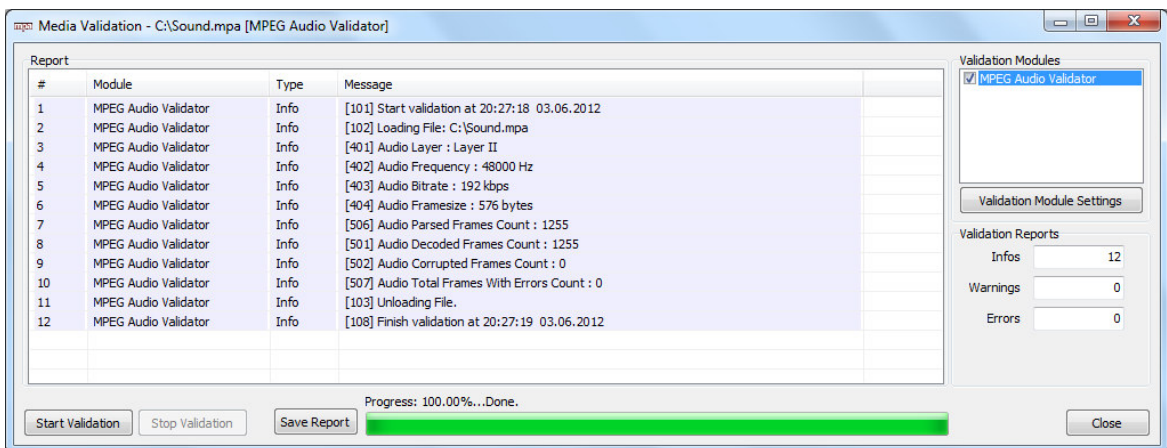 Media Validation - C:\Sound.mpa [MPEG Audio Validator]
Report
# Module Type Message
1 MPEG Audio Validator Info [101] Start validation at 20:27:18 03.06.2012
2 MPEG Audio Validator Info [102] Loading File: C:\Sound.mpa
3 MPEG Audio Validator Info [401] Audio Layer : Layer II
4 MPEG Audio Validator Info [402] Audio Frequency : 48000 Hz
5 MPEG Audio Validator Info [403] Audio Bitrate : 192 kbps
6 MPEG Audio Validator Info [404] Audio Framesize : 576 bytes
7 MPEG Audio Validator Info [506] Audio Parsed Frames Count : 1255
8 MPEG Audio Validator Info [501] Audio Decoded Frames Count : 1255
9 MPEG Audio Validator Info [502] Audio Corrupted Frames Count : 0
10 MPEG Audio Validator Info [507] Audio Total Frames With Errors Count : 0
11 MPEG Audio Validator Info [103] Unloading File.
12 MPEG Audio Validator Info [108] Finish validation at 20:27:19 03.06.2012
Validation Modules
MPEG Audio Validator
Validation Module Settings
Validation Reports
Infos 12
Warnings 0
Errors 0
Progress: 100.00%...Done.
Start Validation Stop Validation Save Report Close